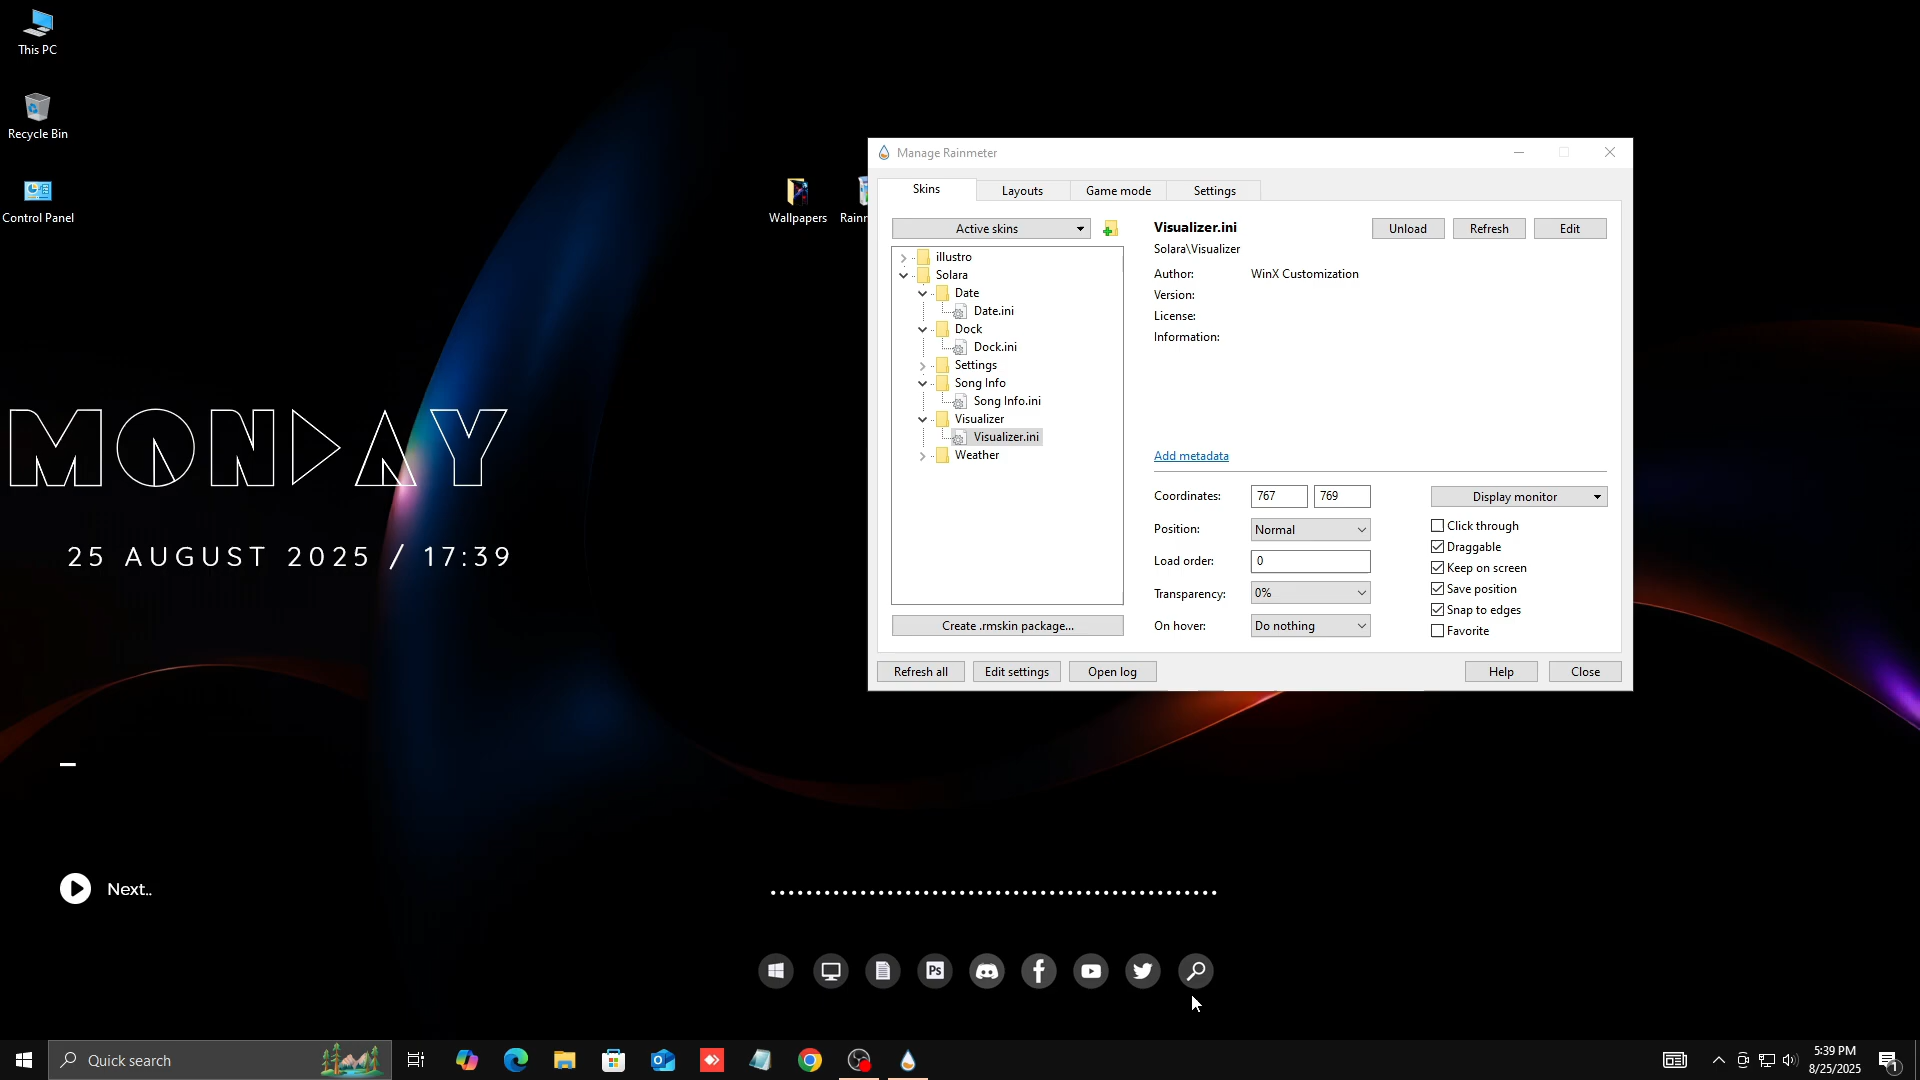 This PC
Recycle Bin
Control Panel
Wallpapers
MONDAY
25 AUGUST 2025 / 17:39
Next..
Manage Rainmeter
Skins
Layouts
Game mode
Settings
Active skins
illustro
Solara
Date
Date.ini
Dock
Dock.ini
Settings
Song Info
Song Info.ini
Visualizer
Visualizer.ini
Weather
Create .rmskin package...
Visualizer.ini
Unload
Refresh
Edit
Solara\Visualizer
Author: WinX Customization
Version:
License:
Information:
Add metadata
Coordinates: 767 769
Display monitor
Position: Normal
Load order: 0
Transparency: 0%
On hover: Do nothing
Click through
Draggable
Keep on screen
Save position
Snap to edges
Favorite
Refresh all
Edit settings
Open log
Help
Close
Ps
Quick search
5:39 PM
8/25/2025
1